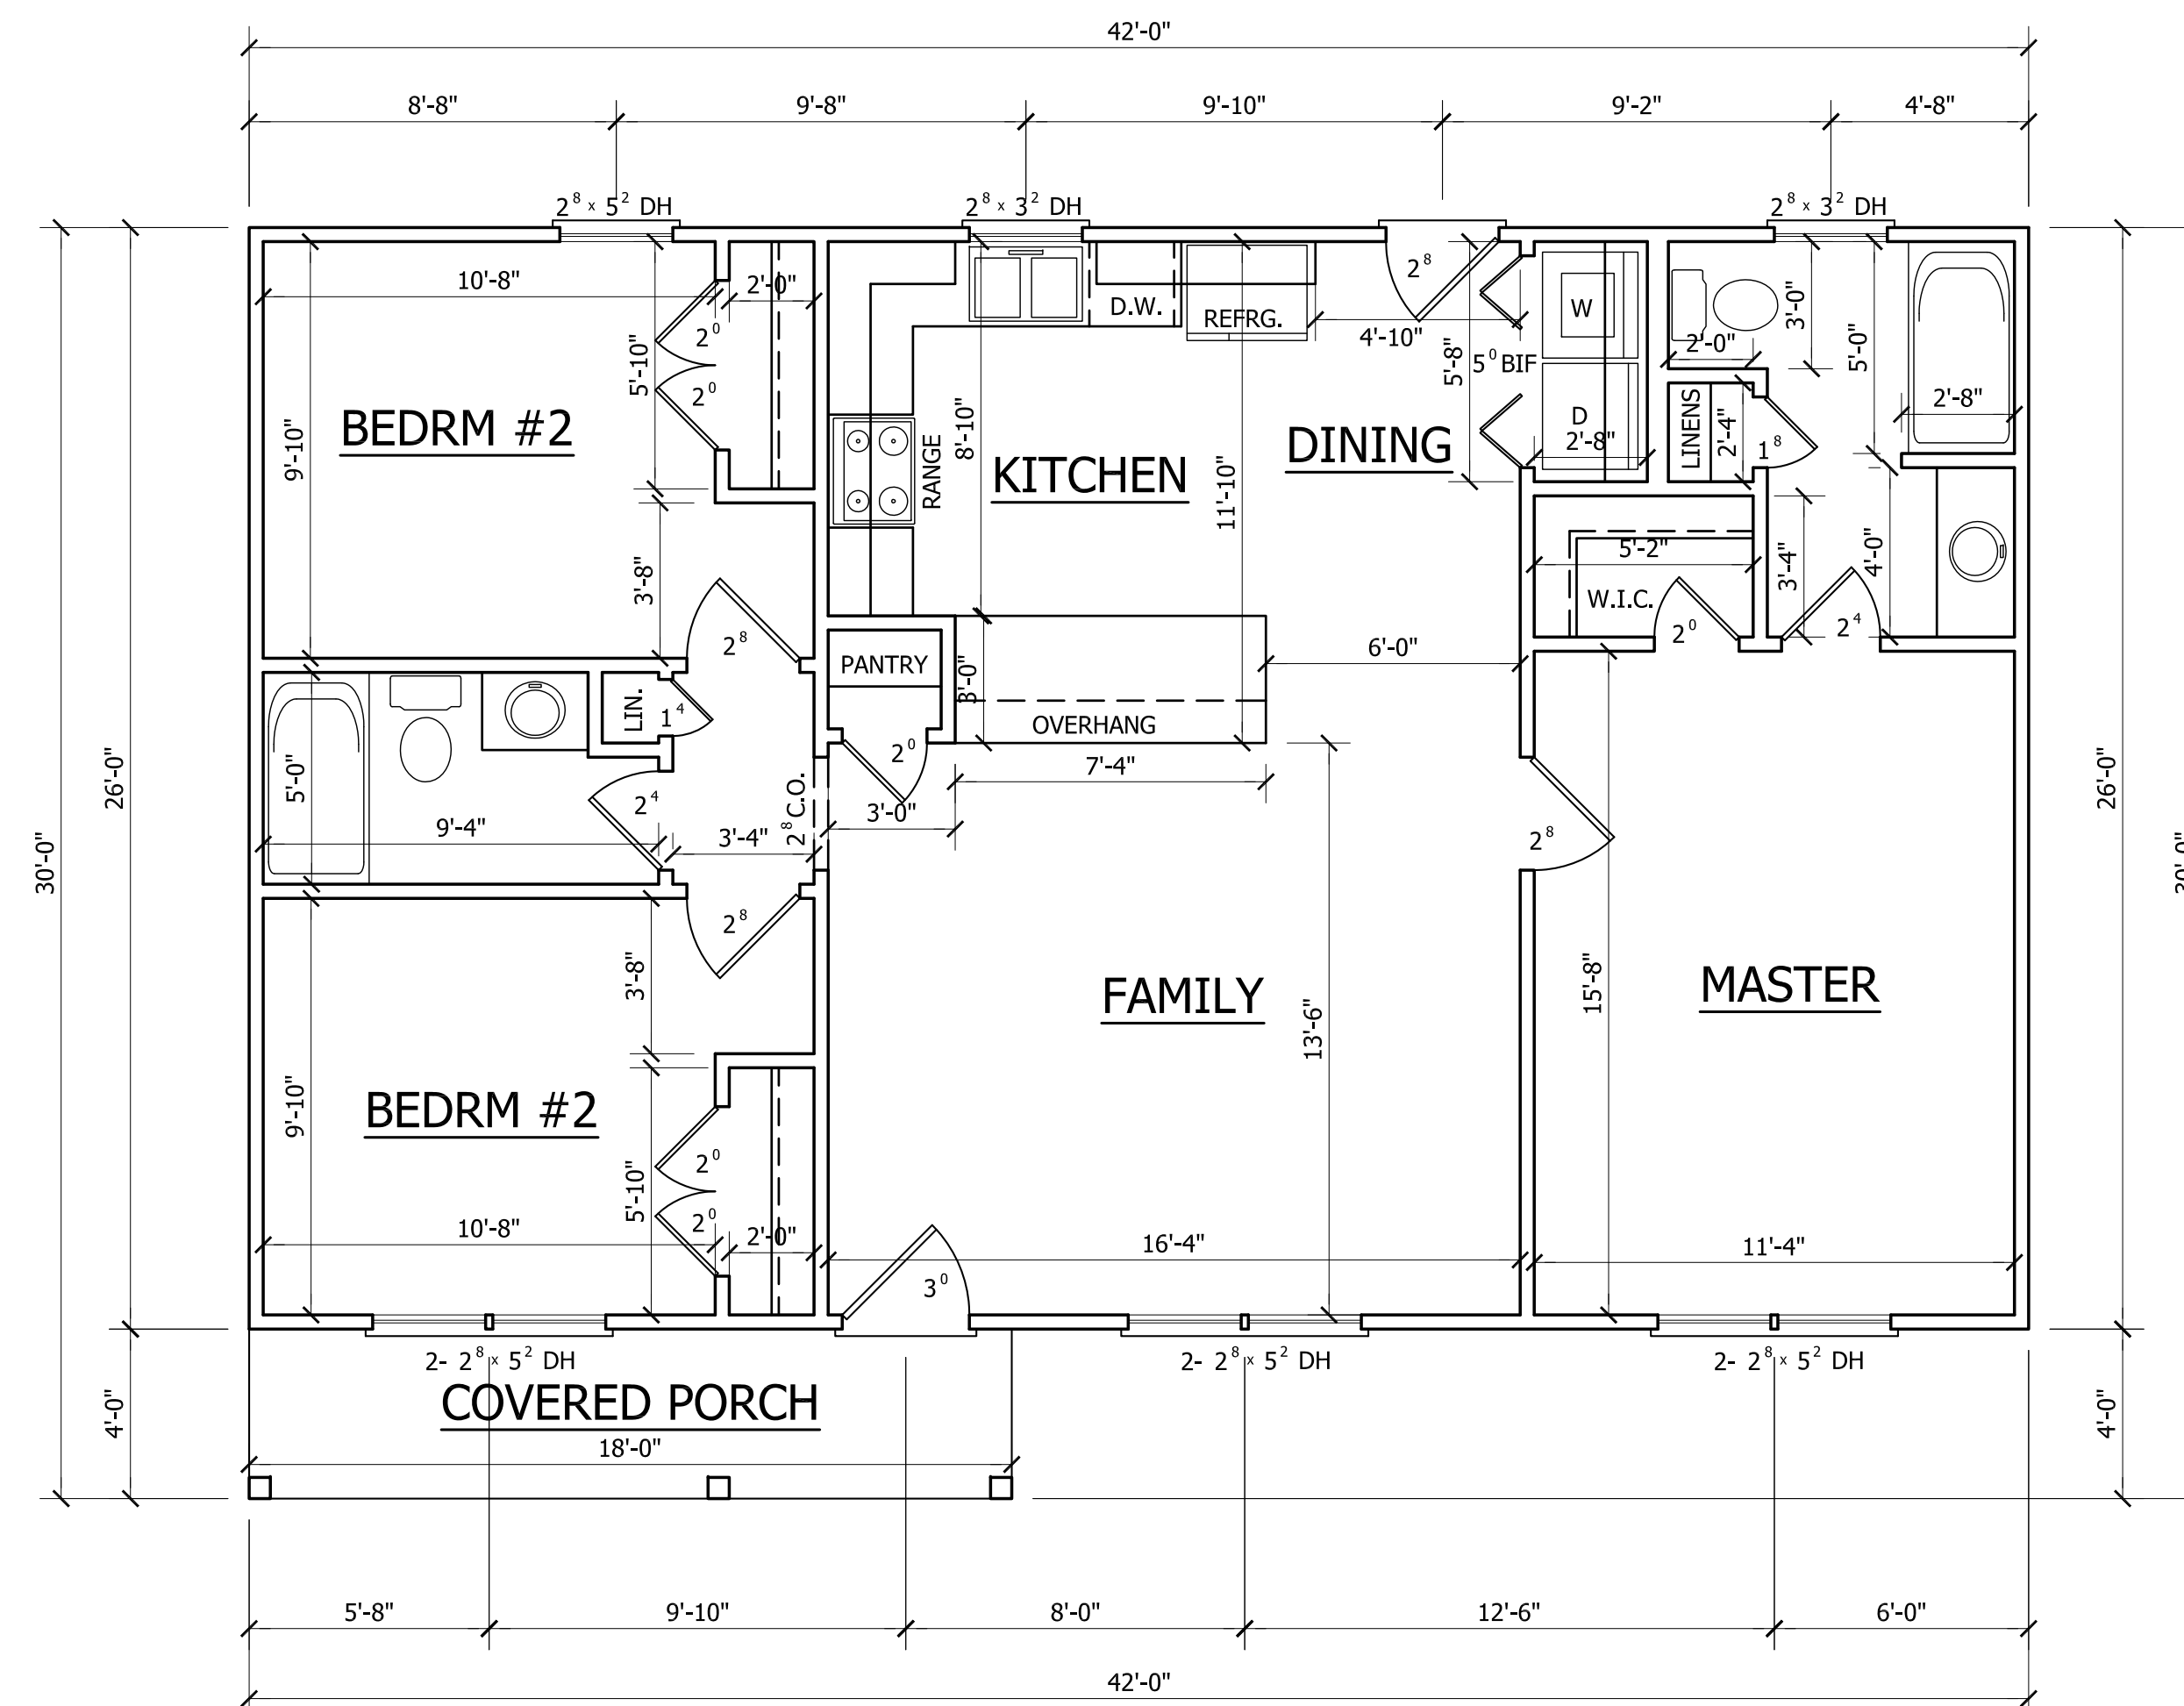 42'-0"
8'-8" 9'-8" 9'-10" 9'-2" 4'-8"
2⁸ x 5² DH 2⁸ x 3² DH 2⁸ x 3² DH
10'-8"
2'-0"
2⁰
2⁰
5'-10"
9'-10"
BEDRM #2
3'-8"
2⁸
D.W.
REFRG.
RANGE
8'-10"
KITCHEN
11'-10"
2⁸
4'-10"
DINING
5'-8"
5⁰ BIF
W
D
2'-8"
2'-0"
3'-0"
5'-0"
2'-8"
LINENS
2'-4"
1⁸
5'-2"
W.I.C.
2⁰
3'-4"
4'-0"
2⁴
PANTRY
3'-0"
OVERHANG
6'-0"
7'-4"
2⁰
3'-0"
LIN.
1⁴
5'-0"
2⁴
9'-4"
3'-4"
2⁸ C.O.
2⁸
26'-0"
30'-0"
26'-0"
30'-0"
2⁸
3'-8"
9'-10"
BEDRM #2
5'-10"
2⁰
2⁰
10'-8"
2'-0"
FAMILY
13'-6"
16'-4"
3⁰
15'-8"
MASTER
11'-4"
2- 2⁸ x 5² DH 2- 2⁸ x 5² DH 2- 2⁸ x 5² DH
COVERED PORCH
18'-0"
4'-0"
4'-0"
5'-8" 9'-10" 8'-0" 12'-6" 6'-0"
42'-0"